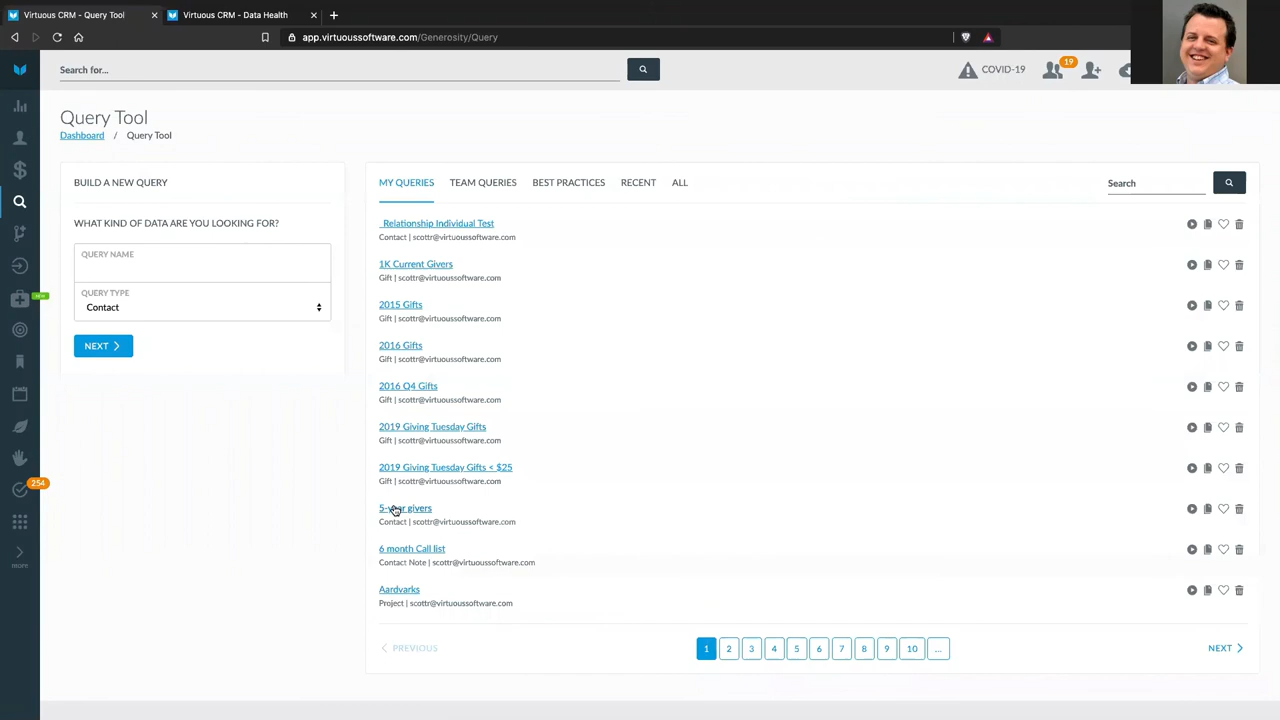 Virtuous CRM - Query Tool
Virtuous CRM - Data Health
app.virtuoussoftware.com/Generosity/Query
Search for...
COVID-19
19
Query Tool
Dashboard / Query Tool
BUILD A NEW QUERY
WHAT KIND OF DATA ARE YOU LOOKING FOR?
QUERY NAME
QUERY TYPE
Contact
NEXT
MY QUERIES TEAM QUERIES BEST PRACTICES RECENT ALL
Search
_Relationship Individual Test
Contact | scottr@virtuoussoftware.com
1K Current Givers
Gift | scottr@virtuoussoftware.com
2015 Gifts
Gift | scottr@virtuoussoftware.com
2016 Gifts
Gift | scottr@virtuoussoftware.com
2016 Q4 Gifts
Gift | scottr@virtuoussoftware.com
2019 Giving Tuesday Gifts
Gift | scottr@virtuoussoftware.com
2019 Giving Tuesday Gifts < $25
Gift | scottr@virtuoussoftware.com
5-year givers
Contact | scottr@virtuoussoftware.com
6 month Call list
Contact Note | scottr@virtuoussoftware.com
Aardvarks
Project | scottr@virtuoussoftware.com
PREVIOUS 1 2 3 4 5 6 7 8 9 10 ... NEXT
NEW
254
more